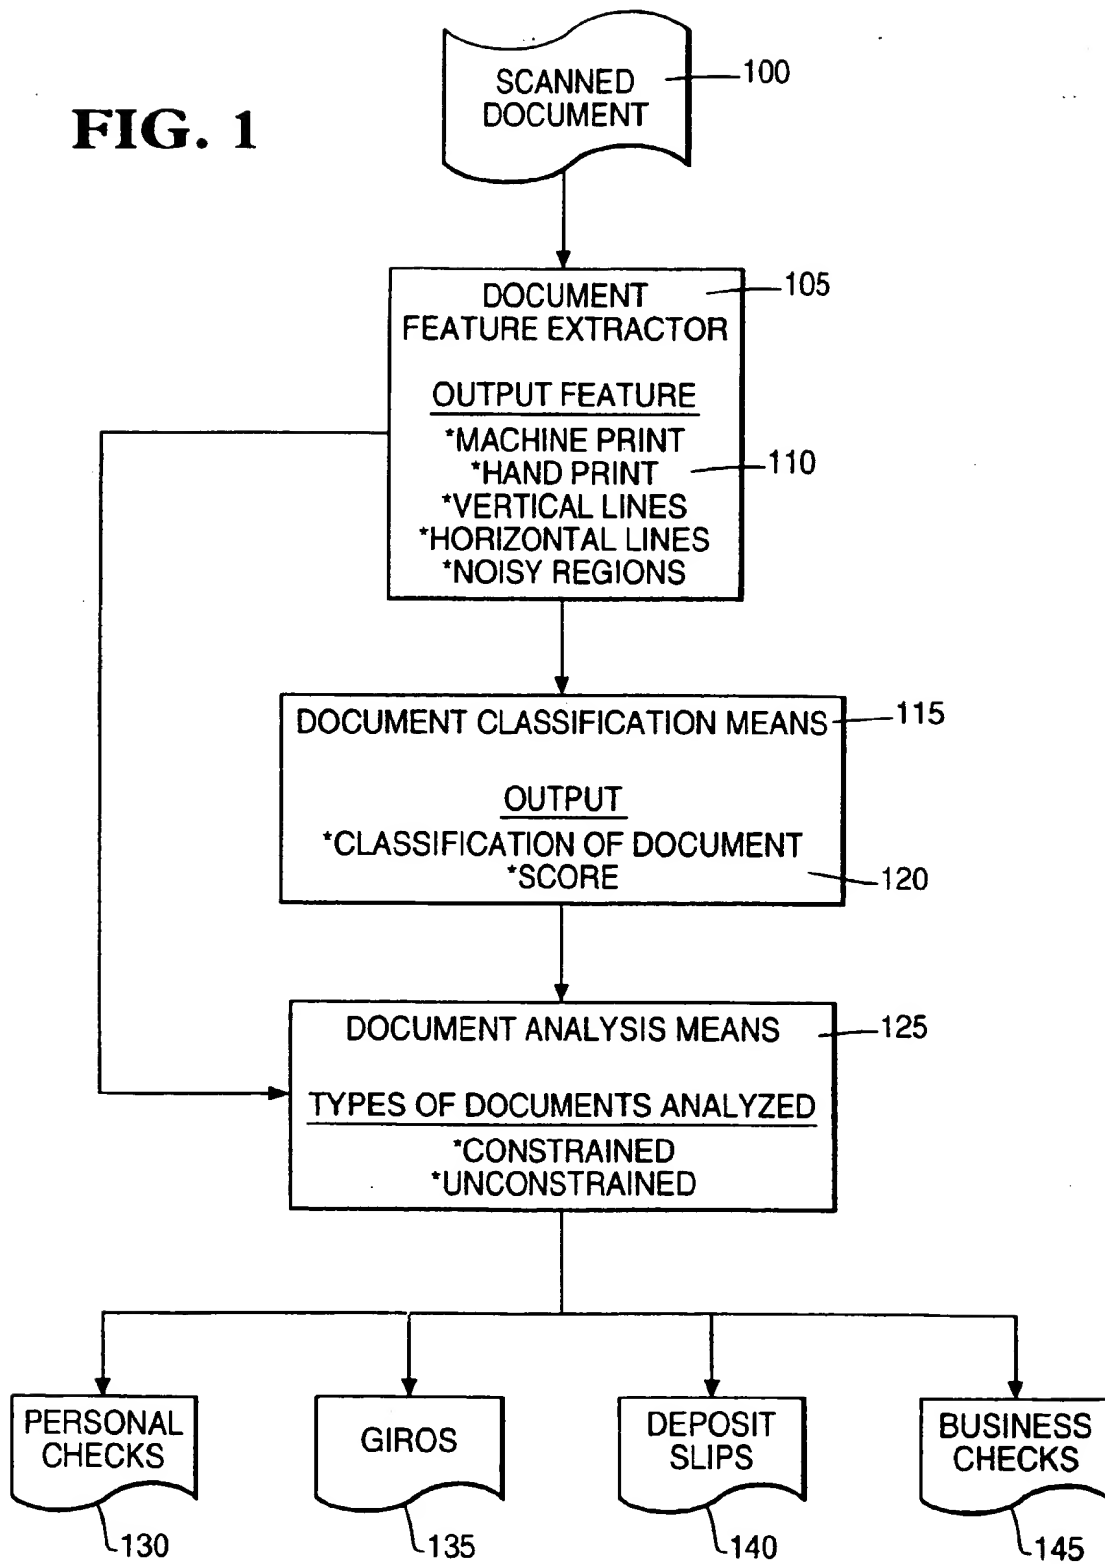 FIG. 1
SCANNED
DOCUMENT
100
DOCUMENT
FEATURE EXTRACTOR
105
OUTPUT FEATURE
*MACHINE PRINT
*HAND PRINT
110
*VERTICAL LINES
*HORIZONTAL LINES
*NOISY REGIONS
DOCUMENT CLASSIFICATION MEANS
115
OUTPUT
*CLASSIFICATION OF DOCUMENT
*SCORE
120
DOCUMENT ANALYSIS MEANS
125
TYPES OF DOCUMENTS ANALYZED
*CONSTRAINED
*UNCONSTRAINED
PERSONAL
CHECKS
130
GIROS
135
DEPOSIT
SLIPS
140
BUSINESS
CHECKS
145